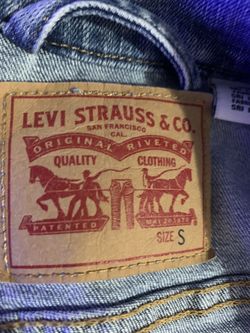 LEVI STRAUSS & CO.
SAN FRANCISCO
CAL.
ORIGINAL RIVETED
QUALITY CLOTHING
PATENTED
MAY 20 1873
SIZE S